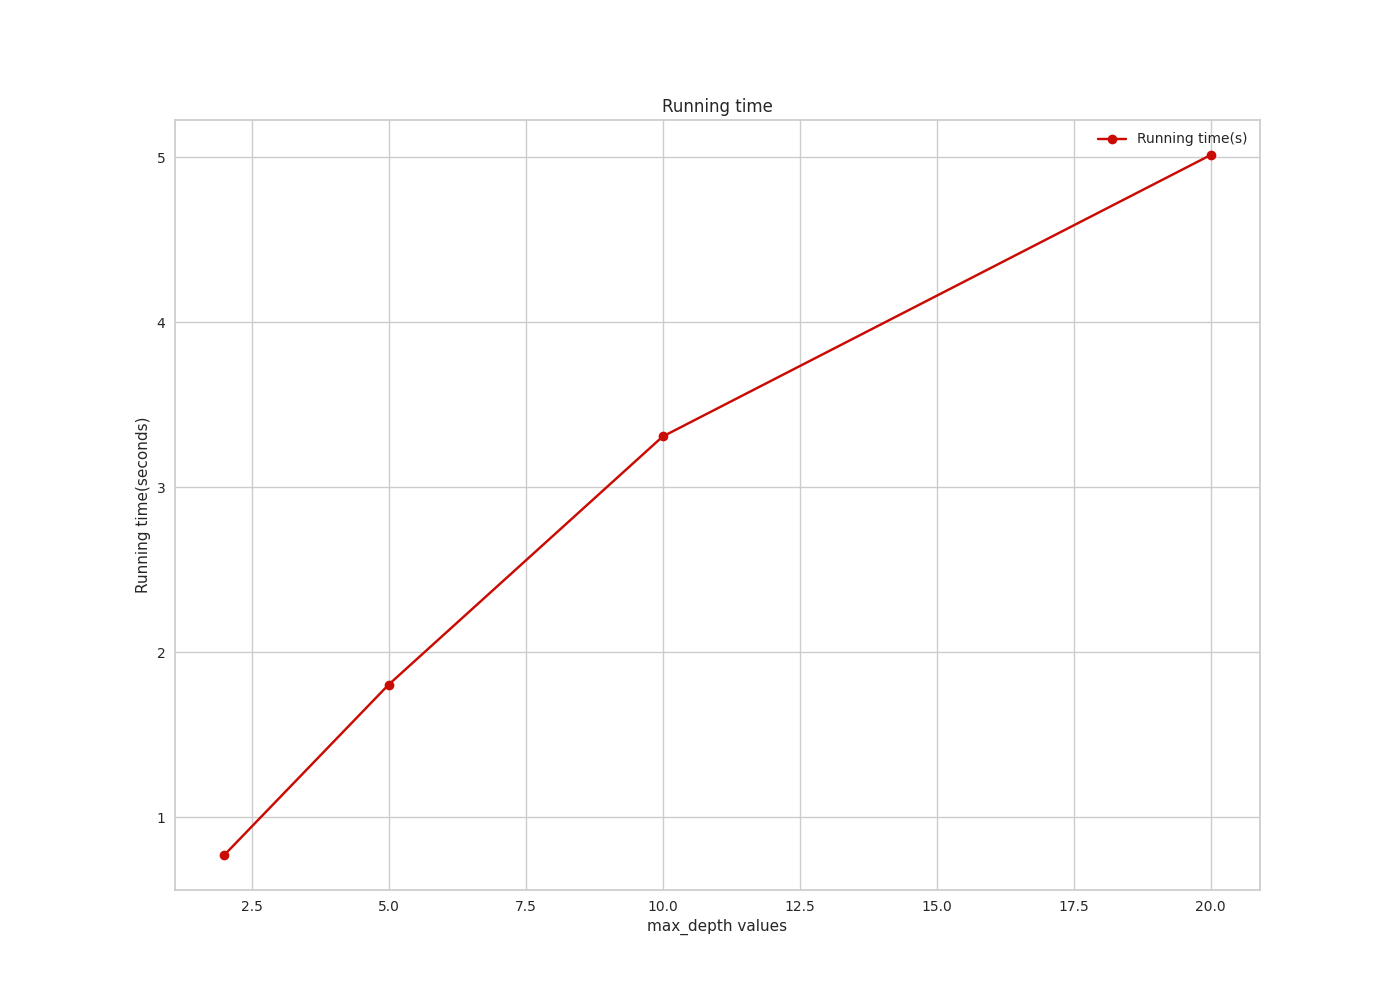 Running time
Running time(s)
5
4
3
2
1
Running time(seconds)
2.5 5.0 7.5 10.0 12.5 15.0 17.5 20.0
max_depth values